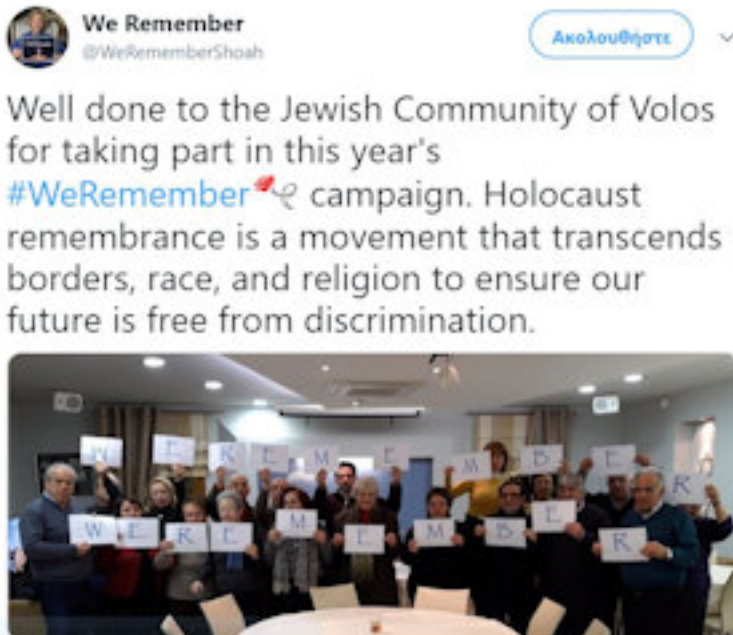 We Remember
@WeRememberShoah
Ακολουθήστε
Well done to the Jewish Community of Volos
for taking part in this year's
#WeRemember campaign. Holocaust
remembrance is a movement that transcends
borders, race, and religion to ensure our
future is free from discrimination.
W E R E M E M B E R
W E R E M E M B E R